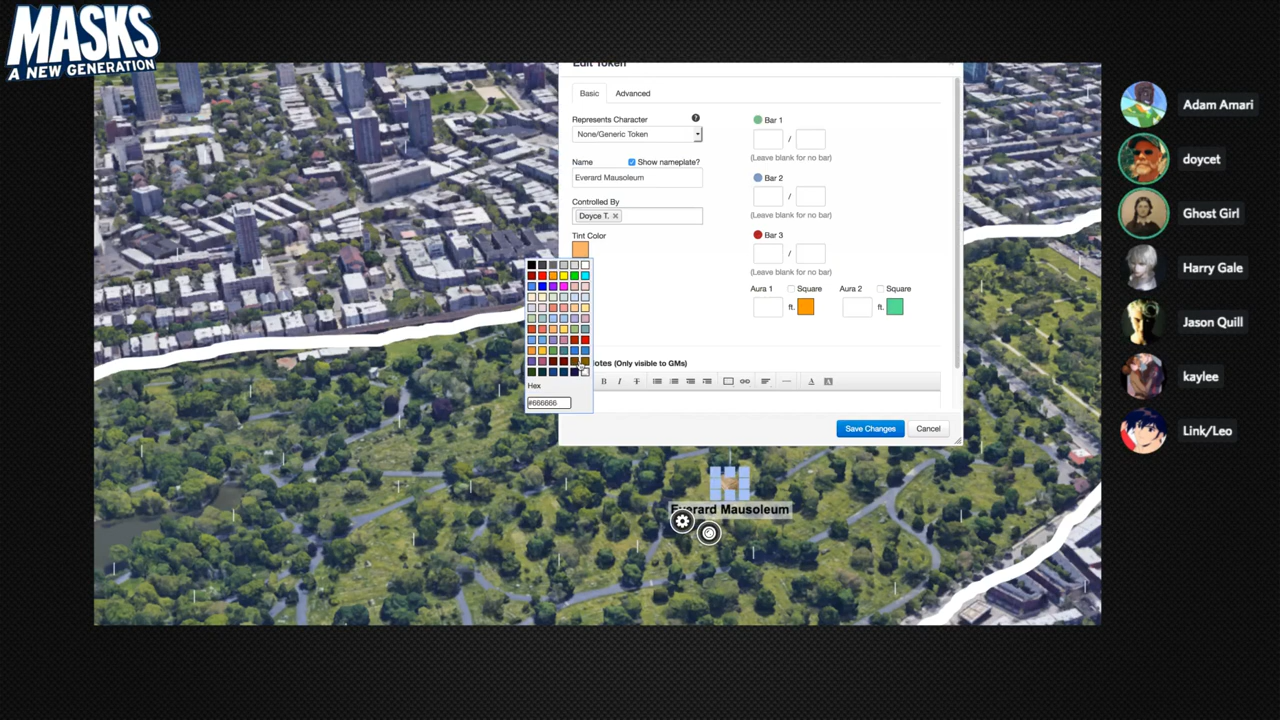 MASKS
A NEW GENERATION
Edit Token
Basic
Advanced
Represents Character
?
None/Generic Token
Name
Show nameplate?
Everard Mausoleum
Controlled By
Doyce T. ×
Tint Color
Hex
#666666
Bar 1
/
(Leave blank for no bar)
Bar 2
/
(Leave blank for no bar)
Bar 3
/
(Leave blank for no bar)
Aura 1
Square
Aura 2
Square
ft.
ft.
otes (Only visible to GMs)
B I T A A
Save Changes
Cancel
Everard Mausoleum
Adam Amari
doycet
Ghost Girl
Harry Gale
Jason Quill
kaylee
Link/Leo